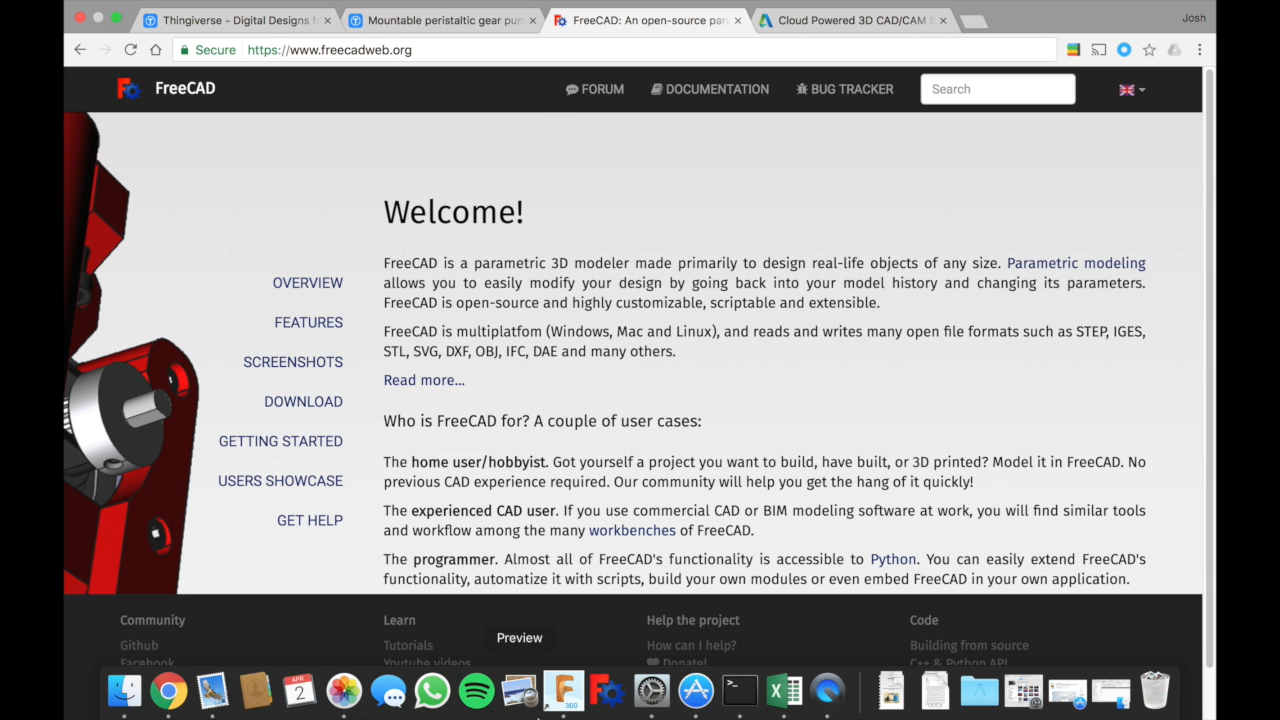 Thingiverse - Digital Designs f
Mountable peristaltic gear pum
FreeCAD: An open-source para
Cloud Powered 3D CAD/CAM S
Josh
Secure
https://www.freecadweb.org
FreeCAD
FORUM
DOCUMENTATION
BUG TRACKER
Search
Welcome!
OVERVIEW
FEATURES
SCREENSHOTS
DOWNLOAD
GETTING STARTED
USERS SHOWCASE
GET HELP
FreeCAD is a parametric 3D modeler made primarily to design real-life objects of any size. Parametric modeling
allows you to easily modify your design by going back into your model history and changing its parameters.
FreeCAD is open-source and highly customizable, scriptable and extensible.
FreeCAD is multiplatfom (Windows, Mac and Linux), and reads and writes many open file formats such as STEP, IGES,
STL, SVG, DXF, OBJ, IFC, DAE and many others.
Read more...
Who is FreeCAD for? A couple of user cases:
The home user/hobbyist. Got yourself a project you want to build, have built, or 3D printed? Model it in FreeCAD. No
previous CAD experience required. Our community will help you get the hang of it quickly!
The experienced CAD user. If you use commercial CAD or BIM modeling software at work, you will find similar tools
and workflow among the many workbenches of FreeCAD.
The programmer. Almost all of FreeCAD's functionality is accessible to Python. You can easily extend FreeCAD's
functionality, automatize it with scripts, build your own modules or even embed FreeCAD in your own application.
Community
Github
Facebook
Learn
Tutorials
Youtube videos
Help the project
How can I help?
Donate!
Code
Building from source
C++ & Python API
Preview
APR
2
360